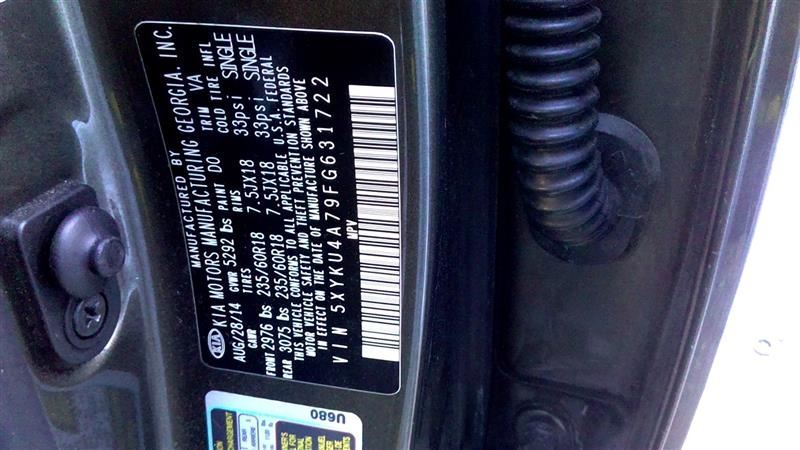 MANUFACTURED BY
KIA KIA MOTORS MANUFACTURING GEORGIA. INC.
AUG/28/14 GVWR 5292 lbs PAINT D0 TRIM VA
GAWR TIRES RIMS COLD TIRE INFL
FRONT 2976 lbs 235/60R18 7.5JX18 33psi SINGLE
REAR 3075 lbs 235/60R18 7.5JX18 33psi SINGLE
THIS VEHICLE CONFORMS TO ALL APPLICABLE U.S.A. FEDERAL
MOTOR VEHICLE SAFETY AND THEFT PREVENTION STANDARDS
IN EFFECT ON THE DATE OF MANUFACTURE SHOWN ABOVE
VIN 5XYKU4A79FG631722
MPV
U680